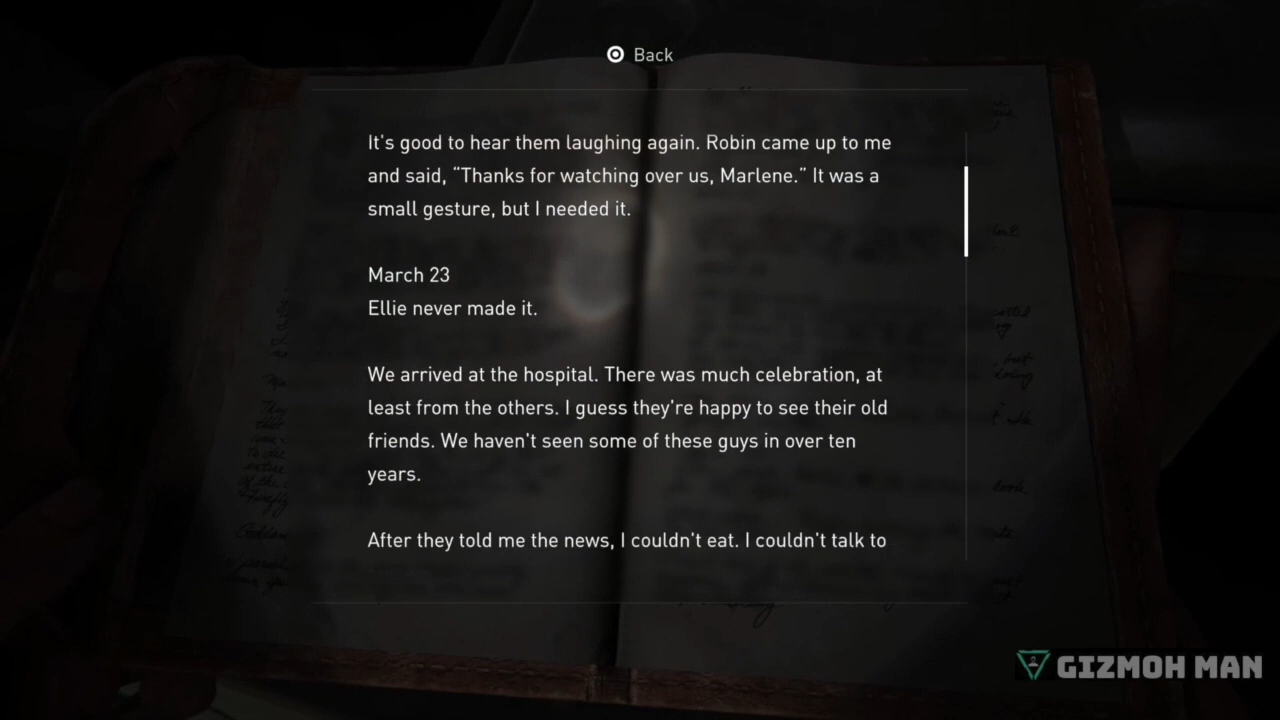 Back
It's good to hear them laughing again. Robin came up to me
and said, “Thanks for watching over us, Marlene.” It was a
small gesture, but I needed it.
March 23
Ellie never made it.
We arrived at the hospital. There was much celebration, at
least from the others. I guess they're happy to see their old
friends. We haven't seen some of these guys in over ten
years.
After they told me the news, I couldn't eat. I couldn't talk to
GIZMOH MAN